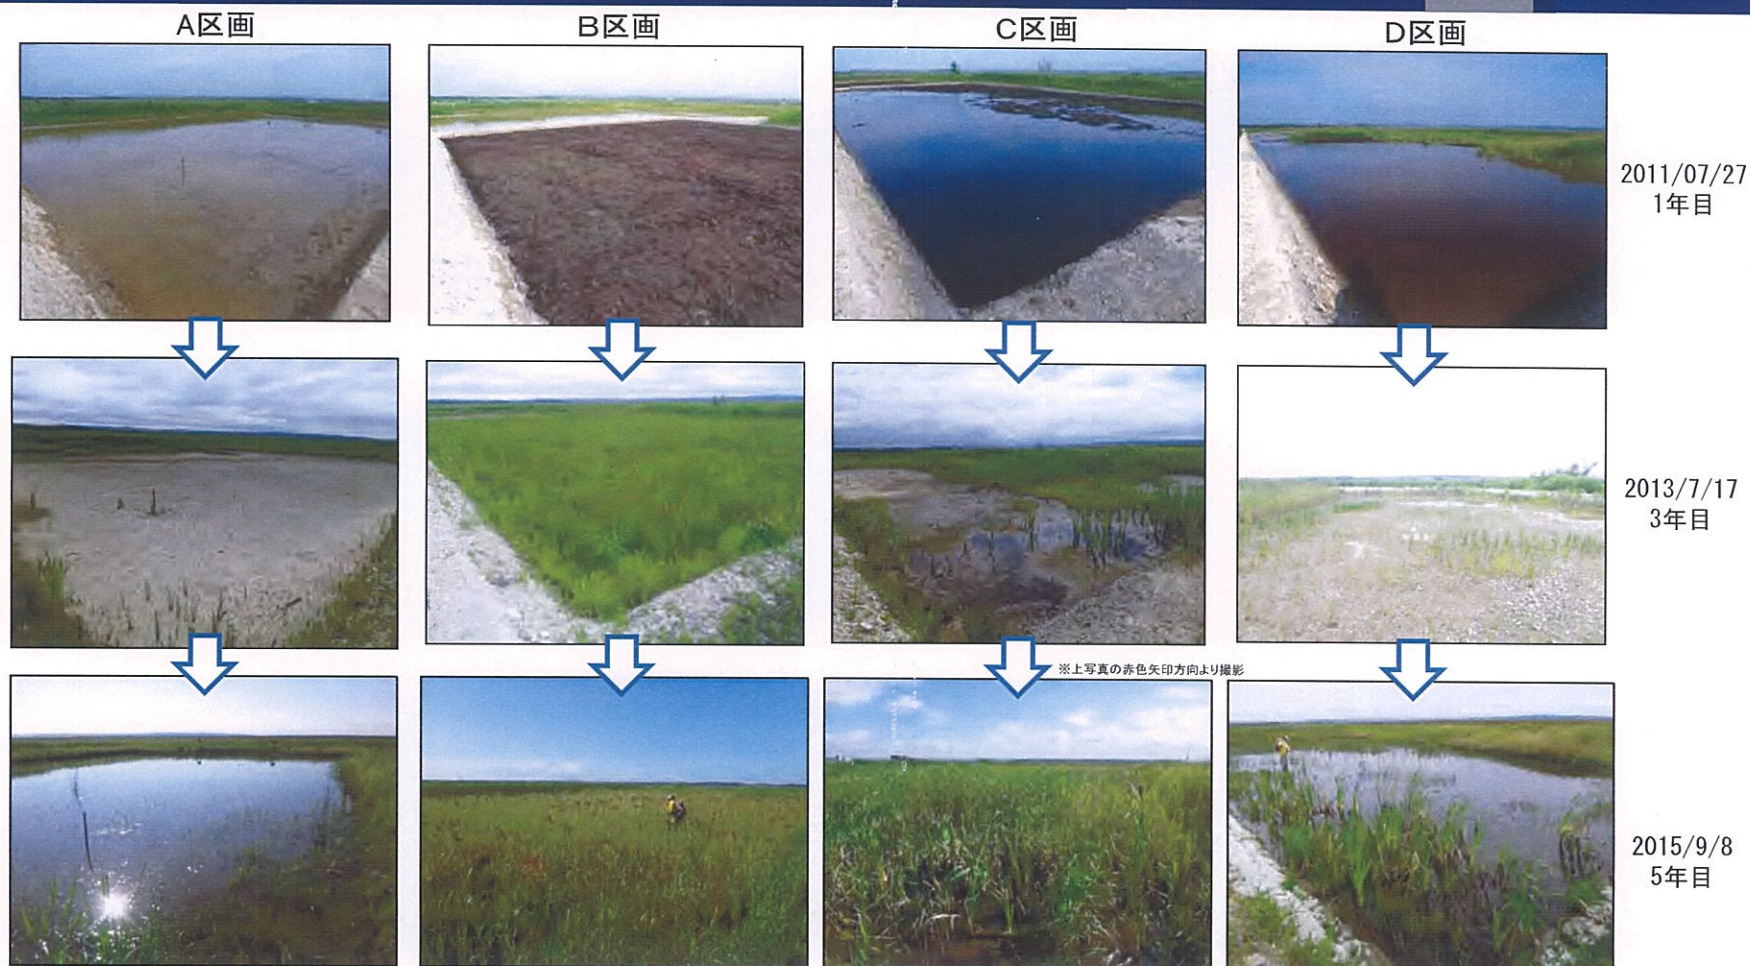 A区画
B区画
C区画
D区画
2011/07/27
1年目
2013/7/17
3年目
※上写真の赤色矢印方向より撮影
2015/9/8
5年目